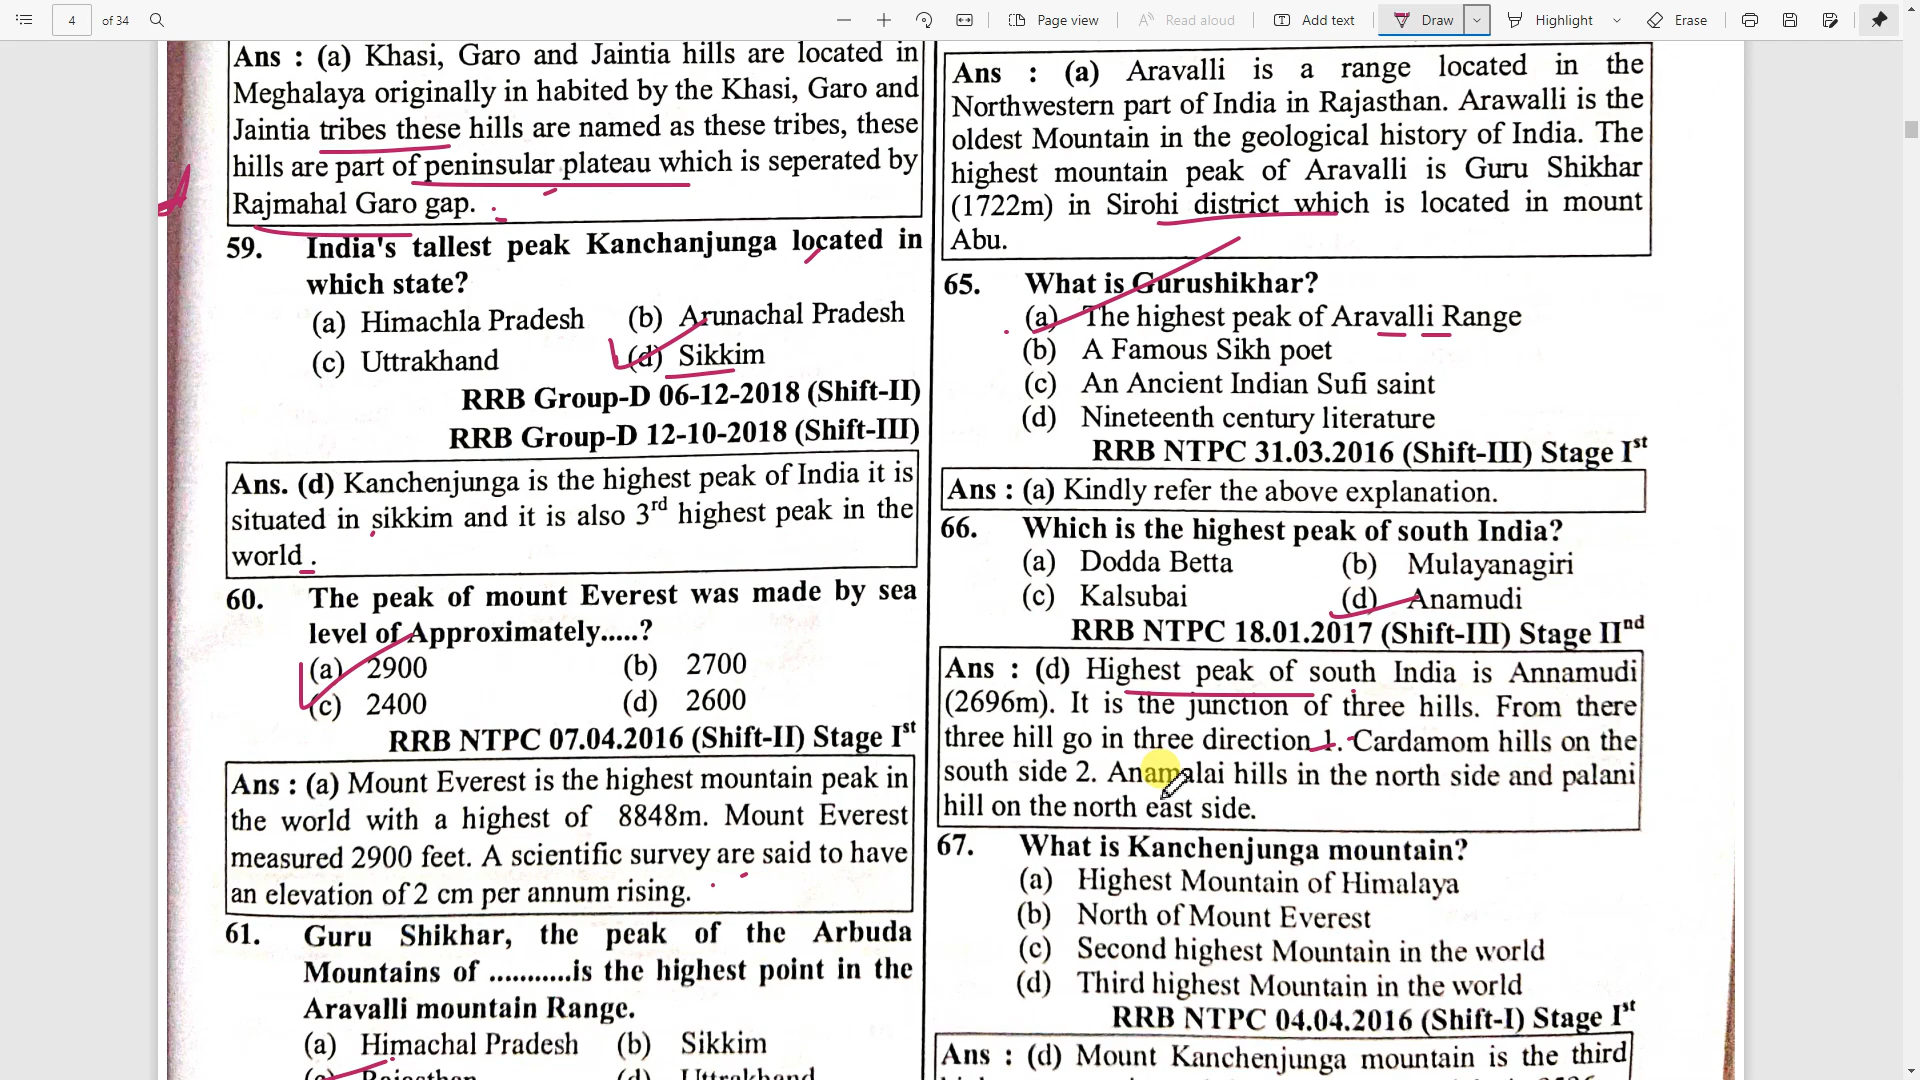 4 of 34
Page view
Read aloud
Add text
Draw
Highlight
Erase
Ans : (a) Khasi, Garo and Jaintia hills are located in
Meghalaya originally in habited by the Khasi, Garo and
Jaintia tribes these hills are named as these tribes, these
hills are part of peninsular plateau which is seperated by
Rajmahal Garo gap.
59. India's tallest peak Kanchanjunga located in
which state?
(a) Himachla Pradesh (b) Arunachal Pradesh
(c) Uttrakhand (d) Sikkim
RRB Group-D 06-12-2018 (Shift-II)
RRB Group-D 12-10-2018 (Shift-III)
Ans. (d) Kanchenjunga is the highest peak of India it is
situated in sikkim and it is also 3rd highest peak in the
world .
60. The peak of mount Everest was made by sea
level of Approximately.....?
(a) 2900 (b) 2700
(c) 2400 (d) 2600
RRB NTPC 07.04.2016 (Shift-II) Stage Ist
Ans : (a) Mount Everest is the highest mountain peak in
the world with a highest of 8848m. Mount Everest
measured 2900 feet. A scientific survey are said to have
an elevation of 2 cm per annum rising.
61. Guru Shikhar, the peak of the Arbuda
Mountains of ...........is the highest point in the
Aravalli mountain Range.
(a) Himachal Pradesh (b) Sikkim
(c) Rajasthan (d) Uttrakhand
Ans : (a) Aravalli is a range located in the
Northwestern part of India in Rajasthan. Arawalli is the
oldest Mountain in the geological history of India. The
highest mountain peak of Aravalli is Guru Shikhar
(1722m) in Sirohi district which is located in mount
Abu.
65. What is Gurushikhar?
(a) The highest peak of Aravalli Range
(b) A Famous Sikh poet
(c) An Ancient Indian Sufi saint
(d) Nineteenth century literature
RRB NTPC 31.03.2016 (Shift-III) Stage Ist
Ans : (a) Kindly refer the above explanation.
66. Which is the highest peak of south India?
(a) Dodda Betta (b) Mulayanagiri
(c) Kalsubai (d) Anamudi
RRB NTPC 18.01.2017 (Shift-III) Stage IInd
Ans : (d) Highest peak of south India is Annamudi
(2696m). It is the junction of three hills. From there
three hill go in three direction 1. Cardamom hills on the
south side 2. Anamalai hills in the north side and palani
hill on the north east side.
67. What is Kanchenjunga mountain?
(a) Highest Mountain of Himalaya
(b) North of Mount Everest
(c) Second highest Mountain in the world
(d) Third highest Mountain in the world
RRB NTPC 04.04.2016 (Shift-I) Stage Ist
Ans : (d) Mount Kanchenjunga mountain is the third